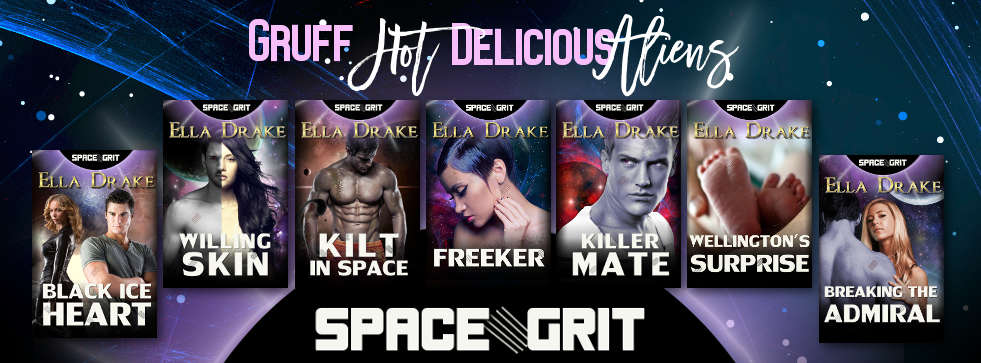 GRUFF Hot DELICIOUS Aliens
SPACE GRIT
ELLA DRAKE
BLACK ICE
HEART
SPACE GRIT
ELLA DRAKE
WILLING
SKIN
SPACE GRIT
ELLA DRAKE
KILT
IN SPACE
SPACE GRIT
ELLA DRAKE
FREEKER
SPACE GRIT
ELLA DRAKE
KILLER
MATE
SPACE GRIT
ELLA DRAKE
WELLINGTON'S
SURPRISE
SPACE GRIT
ELLA DRAKE
BREAKING THE
ADMIRAL
SPACE GRIT